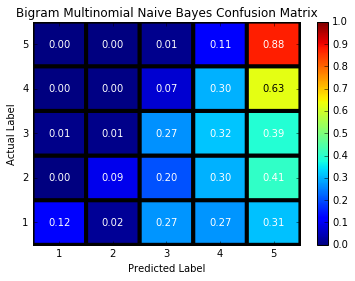 Bigram Multinomial Naive Bayes Confusion Matrix
5 0.00 0.00 0.01 0.11 0.88
4 0.00 0.00 0.07 0.30 0.63
3 0.01 0.01 0.27 0.32 0.39
2 0.00 0.09 0.20 0.30 0.41
1 0.12 0.02 0.27 0.27 0.31
1 2 3 4 5
Predicted Label
Actual Label
1.0
0.9
0.8
0.7
0.6
0.5
0.4
0.3
0.2
0.1
0.0